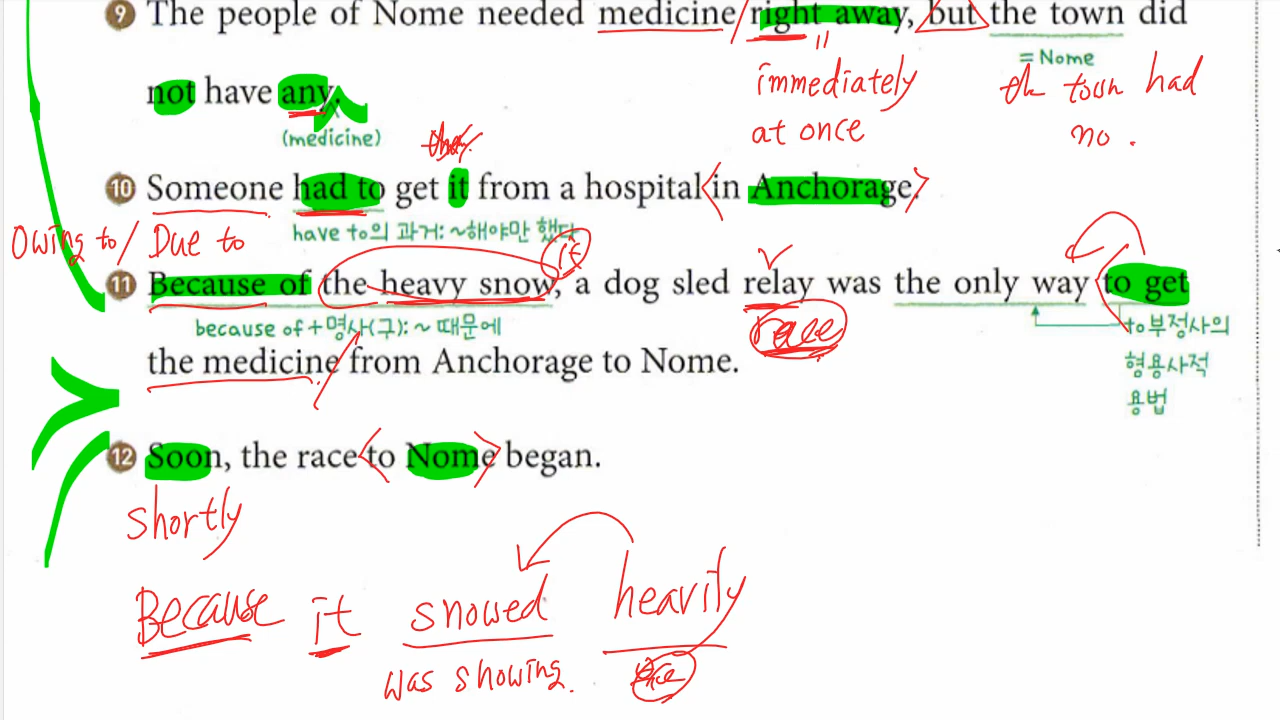 9 The people of Nome needed medicine / right away, but the town did
= Nome
immediately
the town had
not have any.
(medicine)
at once
no.
10 Someone had to get it from a hospital <in Anchorage.>
Owing to / Due to
have to의 과거: ~해야만 했다
it
11 Because of the heavy snow, a dog sled relay was the only way to get
because of + 명사(구): ~ 때문에
race
to부정사의
형용사적
용법
the medicine from Anchorage to Nome.
12 Soon, the race <to Nome> began.
shortly
Because it snowed heavily
was showing.